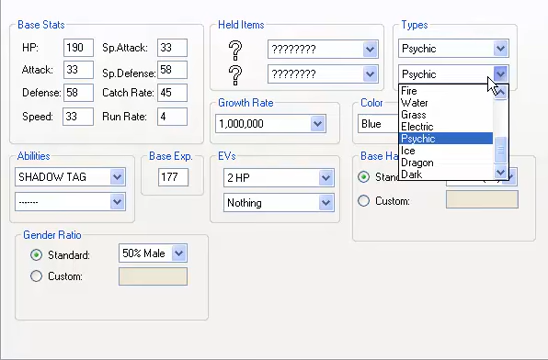 Base Stats
HP: 190 Sp.Attack: 33
Attack: 33 Sp.Defense: 58
Defense: 58 Catch Rate: 45
Speed: 33 Run Rate: 4
Held Items
????????
????????
Types
Psychic
Psychic
Fire
Water
Grass
Electric
Psychic
Ice
Dragon
Dark
Growth Rate
1,000,000
Color
Blue
Abilities
SHADOW TAG
-------
Base Exp.
177
EVs
2 HP
Nothing
Base Ha
Custom:
Gender Ratio
Standard: 50% Male
Custom: